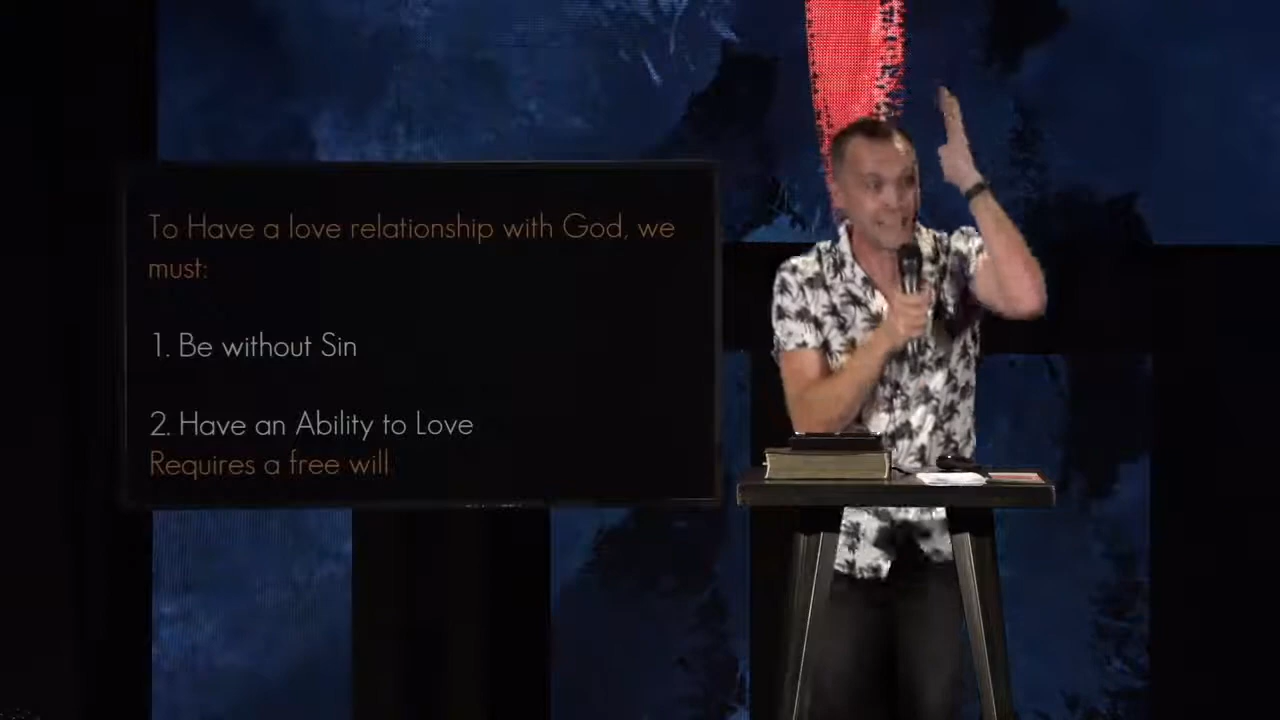 To Have a love relationship with God, we
must:
1. Be without Sin
2. Have an Ability to Love
Requires a free will